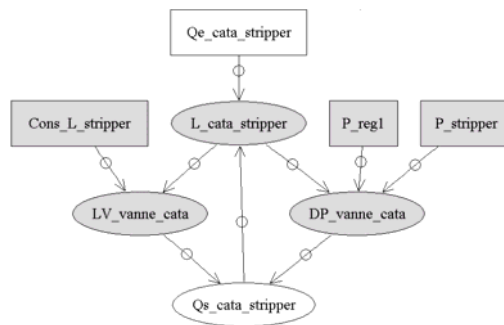 Qe_cata_stripper
Cons_L_stripper
L_cata_stripper
P_reg1
P_stripper
LV_vanne_cata
DP_vanne_cata
Qs_cata_stripper